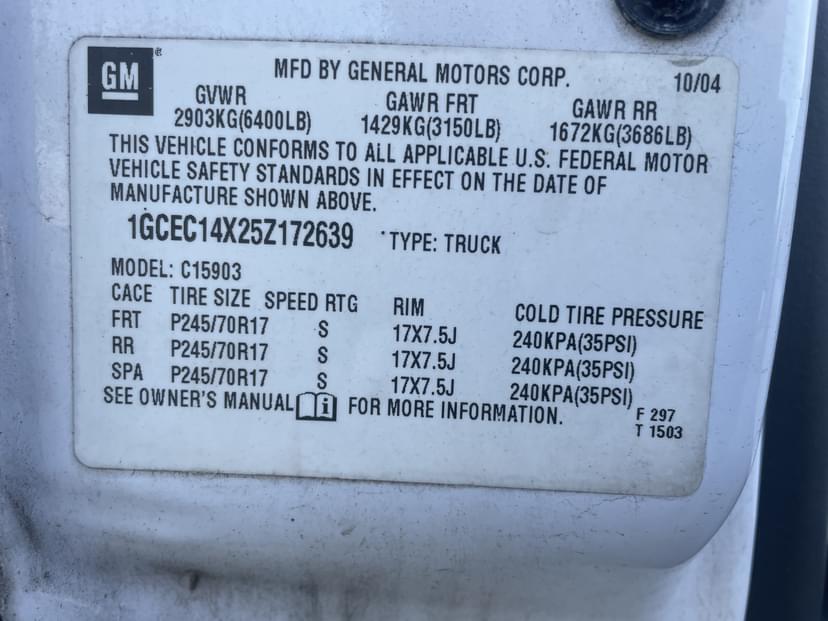 GM®
MFD BY GENERAL MOTORS CORP. 10/04
GVWR GAWR FRT GAWR RR
2903KG(6400LB) 1429KG(3150LB) 1672KG(3686LB)
THIS VEHICLE CONFORMS TO ALL APPLICABLE U.S. FEDERAL MOTOR
VEHICLE SAFETY STANDARDS IN EFFECT ON THE DATE OF
MANUFACTURE SHOWN ABOVE.
1GCEC14X25Z172639 TYPE: TRUCK
MODEL: C15903
CACE TIRE SIZE SPEED RTG RIM COLD TIRE PRESSURE
FRT P245/70R17 S 17X7.5J 240KPA(35PSI)
RR P245/70R17 S 17X7.5J 240KPA(35PSI)
SPA P245/70R17 S 17X7.5J 240KPA(35PSI)
SEE OWNER'S MANUAL i FOR MORE INFORMATION.
F 297
T 1503